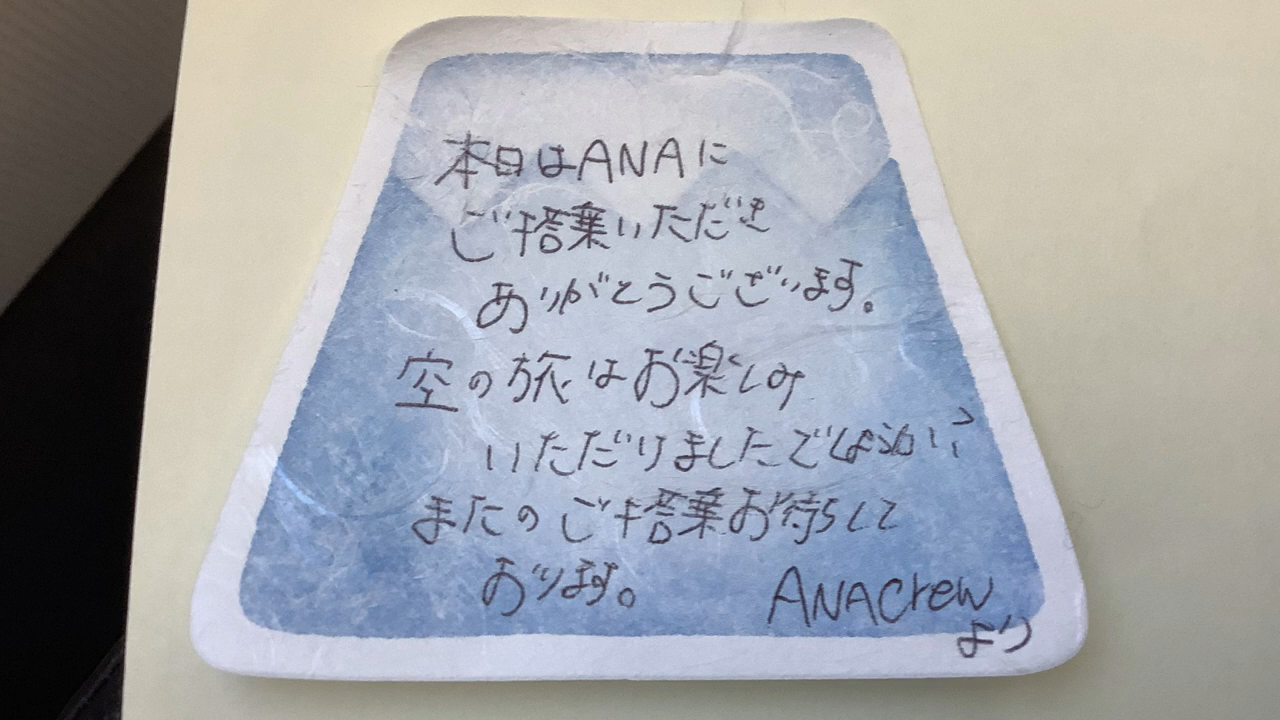 本日はANAに
ご搭乗いただき
ありがとうございます。
空の旅はお楽しみ
いただけましたでしょうか?
またのご搭乗お待ちして
おります。
ANACrew
より